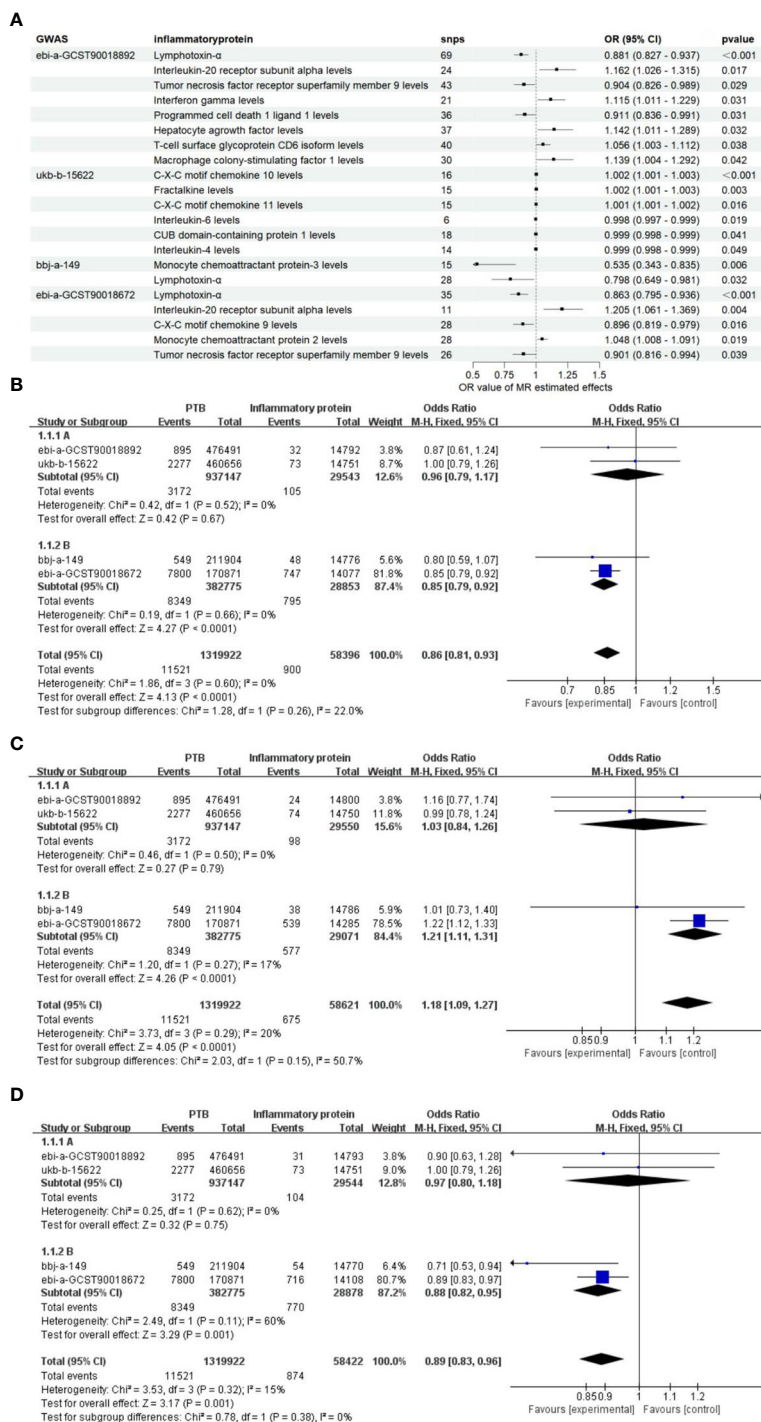 A
GWAS inflammatoryprotein snps OR (95% CI) pvalue
ebi-a-GCST90018892 Lymphotoxin-α 69 0.881 (0.827 - 0.937) <0.001
Interleukin-20 receptor subunit alpha levels 24 1.162 (1.026 - 1.315) 0.017
Tumor necrosis factor receptor superfamily member 9 levels 43 0.904 (0.826 - 0.989) 0.029
Interferon gamma levels 21 1.115 (1.011 - 1.229) 0.031
Programmed cell death 1 ligand 1 levels 36 0.911 (0.836 - 0.991) 0.031
Hepatocyte agrowth factor levels 37 1.142 (1.011 - 1.289) 0.032
T-cell surface glycoprotein CD6 isoform levels 40 1.056 (1.003 - 1.112) 0.038
Macrophage colony-stimulating factor 1 levels 30 1.139 (1.004 - 1.292) 0.042
ukb-b-15622 C-X-C motif chemokine 10 levels 16 1.002 (1.001 - 1.003) <0.001
Fractalkine levels 15 1.002 (1.001 - 1.003) 0.003
C-X-C motif chemokine 11 levels 15 1.001 (1.001 - 1.002) 0.016
Interleukin-6 levels 6 0.998 (0.997 - 0.999) 0.019
CUB domain-containing protein 1 levels 18 0.999 (0.998 - 0.999) 0.041
Interleukin-4 levels 14 0.999 (0.998 - 0.999) 0.049
bbj-a-149 Monocyte chemoattractant protein-3 levels 15 0.535 (0.343 - 0.835) 0.006
Lymphotoxin-α 28 0.798 (0.649 - 0.981) 0.032
ebi-a-GCST90018672 Lymphotoxin-α 35 0.863 (0.795 - 0.936) <0.001
Interleukin-20 receptor subunit alpha levels 11 1.205 (1.061 - 1.369) 0.004
C-X-C motif chemokine 9 levels 28 0.896 (0.819 - 0.979) 0.016
Monocyte chemoattractant protein 2 levels 28 1.048 (1.008 - 1.091) 0.019
Tumor necrosis factor receptor superfamily member 9 levels 26 0.901 (0.816 - 0.994) 0.039
0.5 0.75 1 1.25 1.5
OR value of MR estimated effects
B
PTB Inflammatory protein Odds Ratio Odds Ratio
Study or Subgroup Events Total Events Total Weight M-H, Fixed, 95% CI M-H, Fixed, 95% CI
1.1.1 A
ebi-a-GCST90018892 895 476491 32 14792 3.8% 0.87 [0.61, 1.24]
ukb-b-15622 2277 460656 73 14751 8.7% 1.00 [0.79, 1.26]
Subtotal (95% CI) 937147 29543 12.6% 0.96 [0.79, 1.17]
Total events 3172 105
Heterogeneity: Chi² = 0.42, df = 1 (P = 0.52); I² = 0%
Test for overall effect: Z = 0.42 (P = 0.67)
1.1.2 B
bbj-a-149 549 211904 48 14776 5.6% 0.80 [0.59, 1.07]
ebi-a-GCST90018672 7800 170871 747 14077 81.8% 0.85 [0.79, 0.92]
Subtotal (95% CI) 382775 28853 87.4% 0.85 [0.79, 0.92]
Total events 8349 795
Heterogeneity: Chi² = 0.19, df = 1 (P = 0.66); I² = 0%
Test for overall effect: Z = 4.27 (P < 0.0001)
Total (95% CI) 1319922 58396 100.0% 0.86 [0.81, 0.93]
Total events 11521 900
Heterogeneity: Chi² = 1.86, df = 3 (P = 0.60); I² = 0%
Test for overall effect: Z = 4.13 (P < 0.0001)
Test for subgroup differences: Chi² = 1.28, df = 1 (P = 0.26), I² = 22.0%
0.7 0.85 1 1.2 1.5
Favours [experimental] Favours [control]
C
PTB Inflammatory protein Odds Ratio Odds Ratio
Study or Subgroup Events Total Events Total Weight M-H, Fixed, 95% CI M-H, Fixed, 95% CI
1.1.1 A
ebi-a-GCST90018892 895 476491 24 14800 3.8% 1.16 [0.77, 1.74]
ukb-b-15622 2277 460656 74 14750 11.8% 0.99 [0.78, 1.24]
Subtotal (95% CI) 937147 29550 15.6% 1.03 [0.84, 1.26]
Total events 3172 98
Heterogeneity: Chi² = 0.46, df = 1 (P = 0.50); I² = 0%
Test for overall effect: Z = 0.27 (P = 0.79)
1.1.2 B
bbj-a-149 549 211904 38 14786 5.9% 1.01 [0.73, 1.40]
ebi-a-GCST90018672 7800 170871 539 14285 78.5% 1.22 [1.12, 1.33]
Subtotal (95% CI) 382775 29071 84.4% 1.21 [1.11, 1.31]
Total events 8349 577
Heterogeneity: Chi² = 1.20, df = 1 (P = 0.27); I² = 17%
Test for overall effect: Z = 4.26 (P < 0.0001)
Total (95% CI) 1319922 58621 100.0% 1.18 [1.09, 1.27]
Total events 11521 675
Heterogeneity: Chi² = 3.73, df = 3 (P = 0.29); I² = 20%
Test for overall effect: Z = 4.05 (P < 0.0001)
Test for subgroup differences: Chi² = 2.03, df = 1 (P = 0.15), I² = 50.7%
0.85 0.9 1 1.1 1.2
Favours [experimental] Favours [control]
D
PTB Inflammatory protein Odds Ratio Odds Ratio
Study or Subgroup Events Total Events Total Weight M-H, Fixed, 95% CI M-H, Fixed, 95% CI
1.1.1 A
ebi-a-GCST90018892 895 476491 31 14793 3.8% 0.90 [0.63, 1.28]
ukb-b-15622 2277 460656 73 14751 9.0% 1.00 [0.79, 1.26]
Subtotal (95% CI) 937147 29544 12.8% 0.97 [0.80, 1.18]
Total events 3172 104
Heterogeneity: Chi² = 0.25, df = 1 (P = 0.62); I² = 0%
Test for overall effect: Z = 0.32 (P = 0.75)
1.1.2 B
bbj-a-149 549 211904 54 14770 6.4% 0.71 [0.53, 0.94]
ebi-a-GCST90018672 7800 170871 716 14108 80.7% 0.89 [0.83, 0.97]
Subtotal (95% CI) 382775 28878 87.2% 0.88 [0.82, 0.95]
Total events 8349 770
Heterogeneity: Chi² = 2.49, df = 1 (P = 0.11); I² = 60%
Test for overall effect: Z = 3.29 (P = 0.001)
Total (95% CI) 1319922 58422 100.0% 0.89 [0.83, 0.96]
Total events 11521 874
Heterogeneity: Chi² = 3.53, df = 3 (P = 0.32); I² = 15%
Test for overall effect: Z = 3.17 (P = 0.001)
Test for subgroup differences: Chi² = 0.78, df = 1 (P = 0.38), I² = 0%
0.85 0.9 1 1.1 1.2
Favours [experimental] Favours [control]